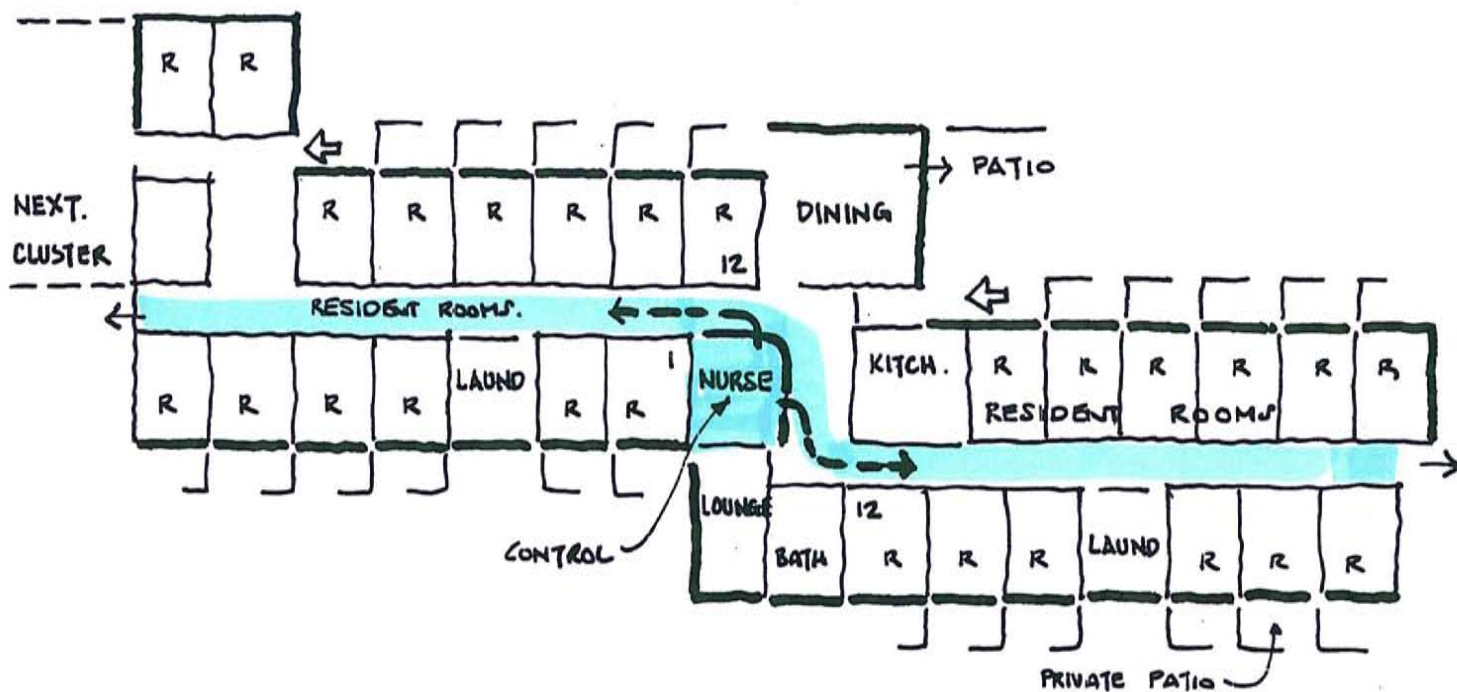 R R
NEXT.
CLUSTER
R R R R R R
12
DINING
PATIO
RESIDENT ROOMS.
R R R R LAUND R R
1
NURSE
KITCH.
R R R R R R
RESIDENT ROOMS
CONTROL
LOUNGE
BATH
12
R R R LAUND R R R
PRIVATE PATIO